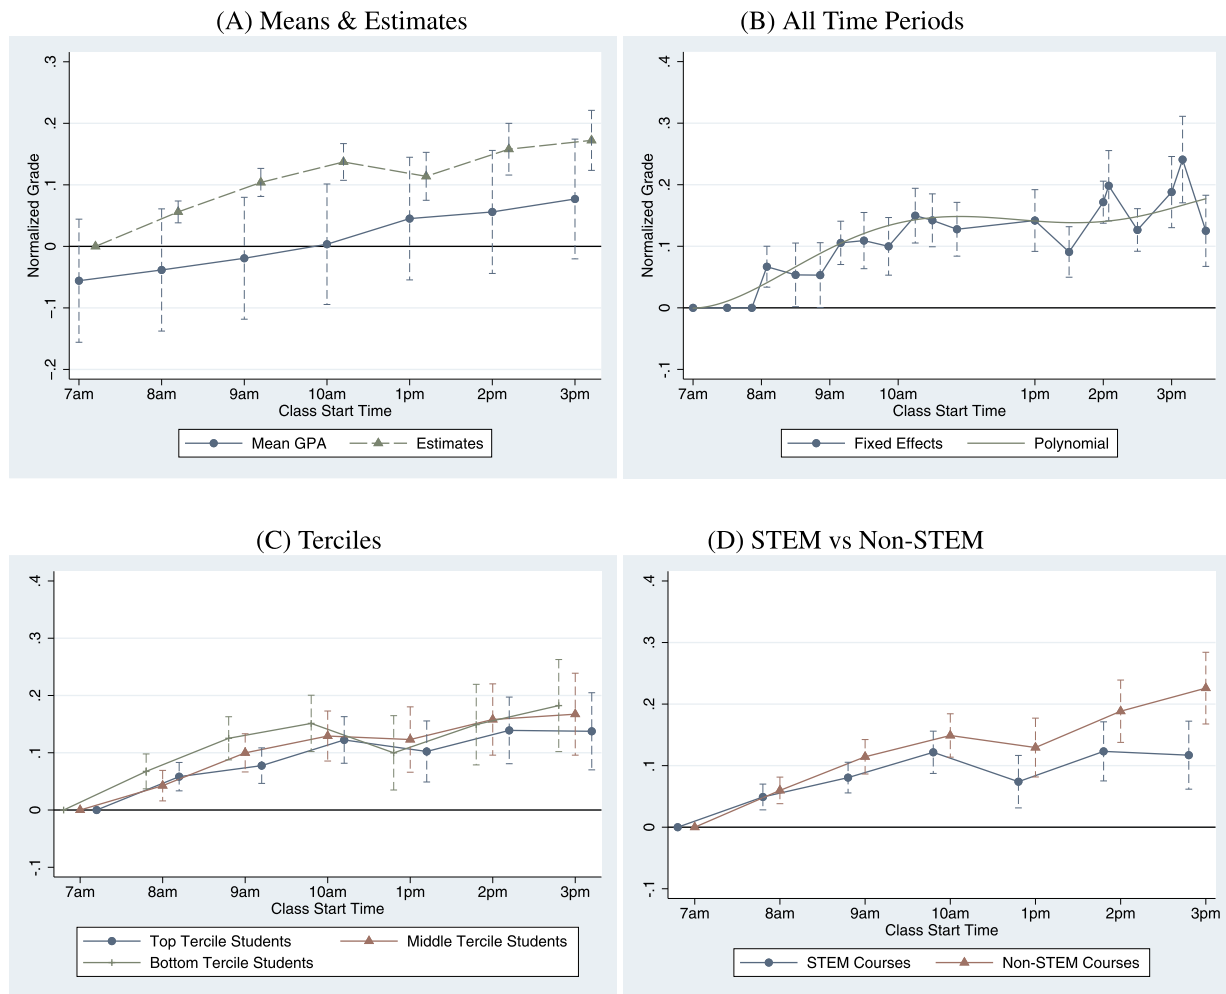 (A) Means & Estimates
.3
.2
.1
0
-.1
-.2
Normalized Grade
7am 8am 9am 10am 1pm 2pm 3pm
Class Start Time
Mean GPA Estimates
(B) All Time Periods
.4
.3
.2
.1
0
-.1
Normalized Grade
7am 8am 9am 10am 1pm 2pm 3pm
Class Start Time
Fixed Effects Polynomial
(C) Terciles
.4
.3
.2
.1
0
-.1
7am 8am 9am 10am 1pm 2pm 3pm
Class Start Time
Top Tercile Students Middle Tercile Students
Bottom Tercile Students
(D) STEM vs Non-STEM
.4
.3
.2
.1
0
-.1
7am 8am 9am 10am 1pm 2pm 3pm
Class Start Time
STEM Courses Non-STEM Courses